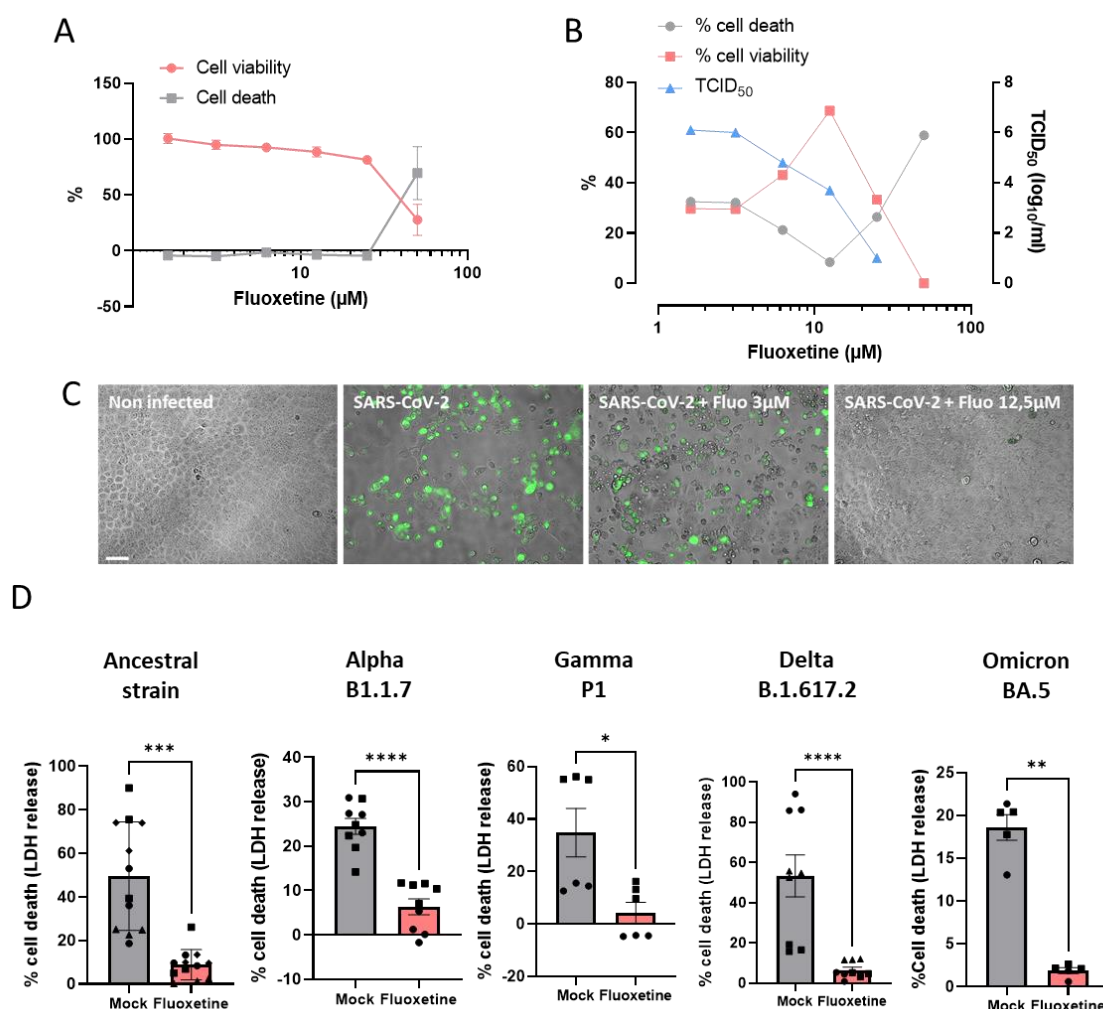 A
Cell viability
Cell death
150
100
50
0
-50
%
10
100
Fluoxetine (µM)
B
% cell death
% cell viability
TCID50
80
60
40
20
0
%
8
6
4
2
0
TCID50 (log10/ml)
1
10
100
Fluoxetine (µM)
C
Non infected
SARS-CoV-2
SARS-CoV-2 + Fluo 3µM
SARS-CoV-2 + Fluo 12,5µM
D
Ancestral
strain
***
% cell death (LDH release)
100
80
60
40
20
0
Mock Fluoxetine
Alpha
B1.1.7
****
% cell death (LDH release)
40
30
20
10
0
-10
Mock Fluoxetine
Gamma
P1
*
% cell death (LDH release)
60
40
20
0
-20
Mock Fluoxetine
Delta
B.1.617.2
****
% cell death (LDH release)
100
80
60
40
20
0
Mock Fluoxetine
Omicron
BA.5
**
%Cell death (LDH release)
25
20
15
10
5
0
Mock Fluoxetine